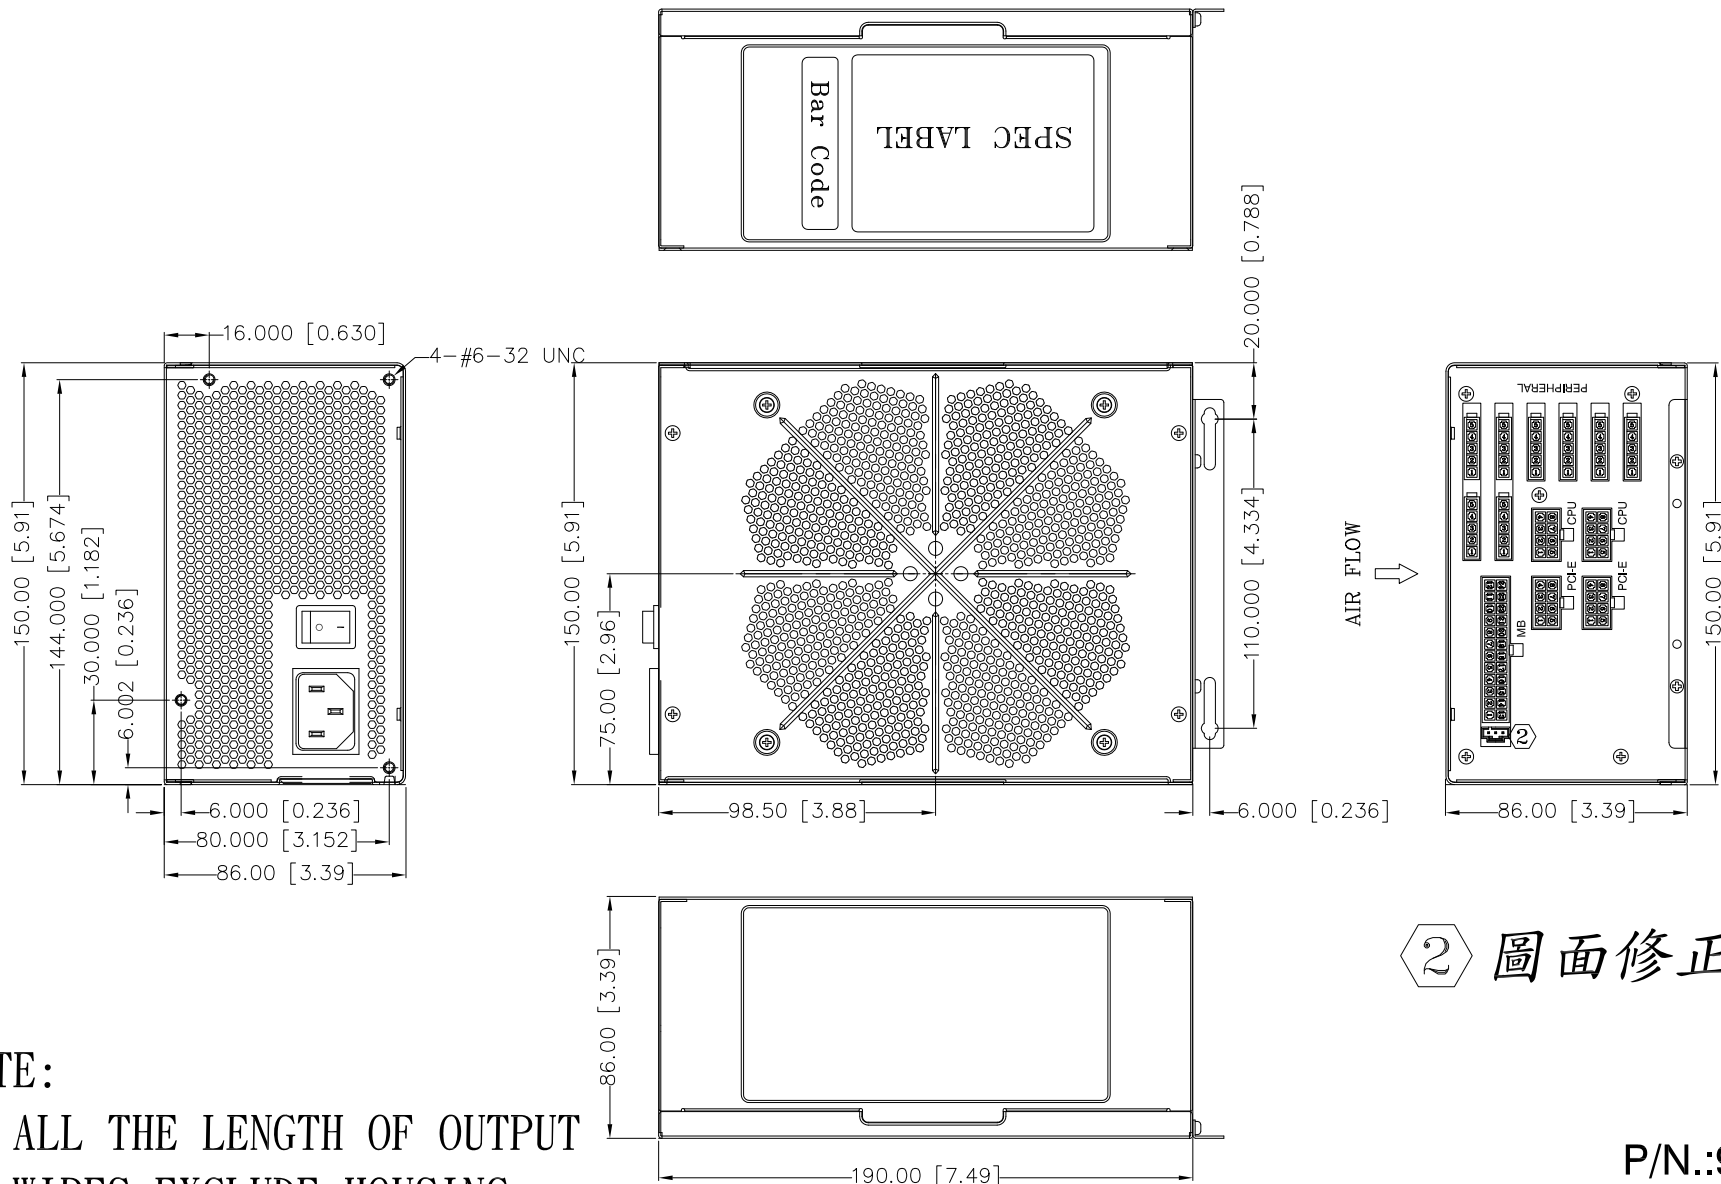 Bar Code
SPEC LABEL
20.000 [0.788]
16.000 [0.630]
4-#6-32 UNC
150.00 [5.91]
144.000 [5.674]
30.000 [1.182]
6.002 [0.236]
6.000 [0.236]
80.000 [3.152]
86.00 [3.39]
150.00 [5.91]
75.00 [2.96]
98.50 [3.88]
110.000 [4.334]
6.000 [0.236]
AIR FLOW
PERIPHERAL
CPU
CPU
PCI-E
PCI-E
MB
2
150.00 [5.91]
86.00 [3.39]
86.00 [3.39]
190.00 [7.49]
2 圖面修正
TE:
ALL THE LENGTH OF OUTPUT
WIRES EXCLUDE HOUSING
P/N.:9